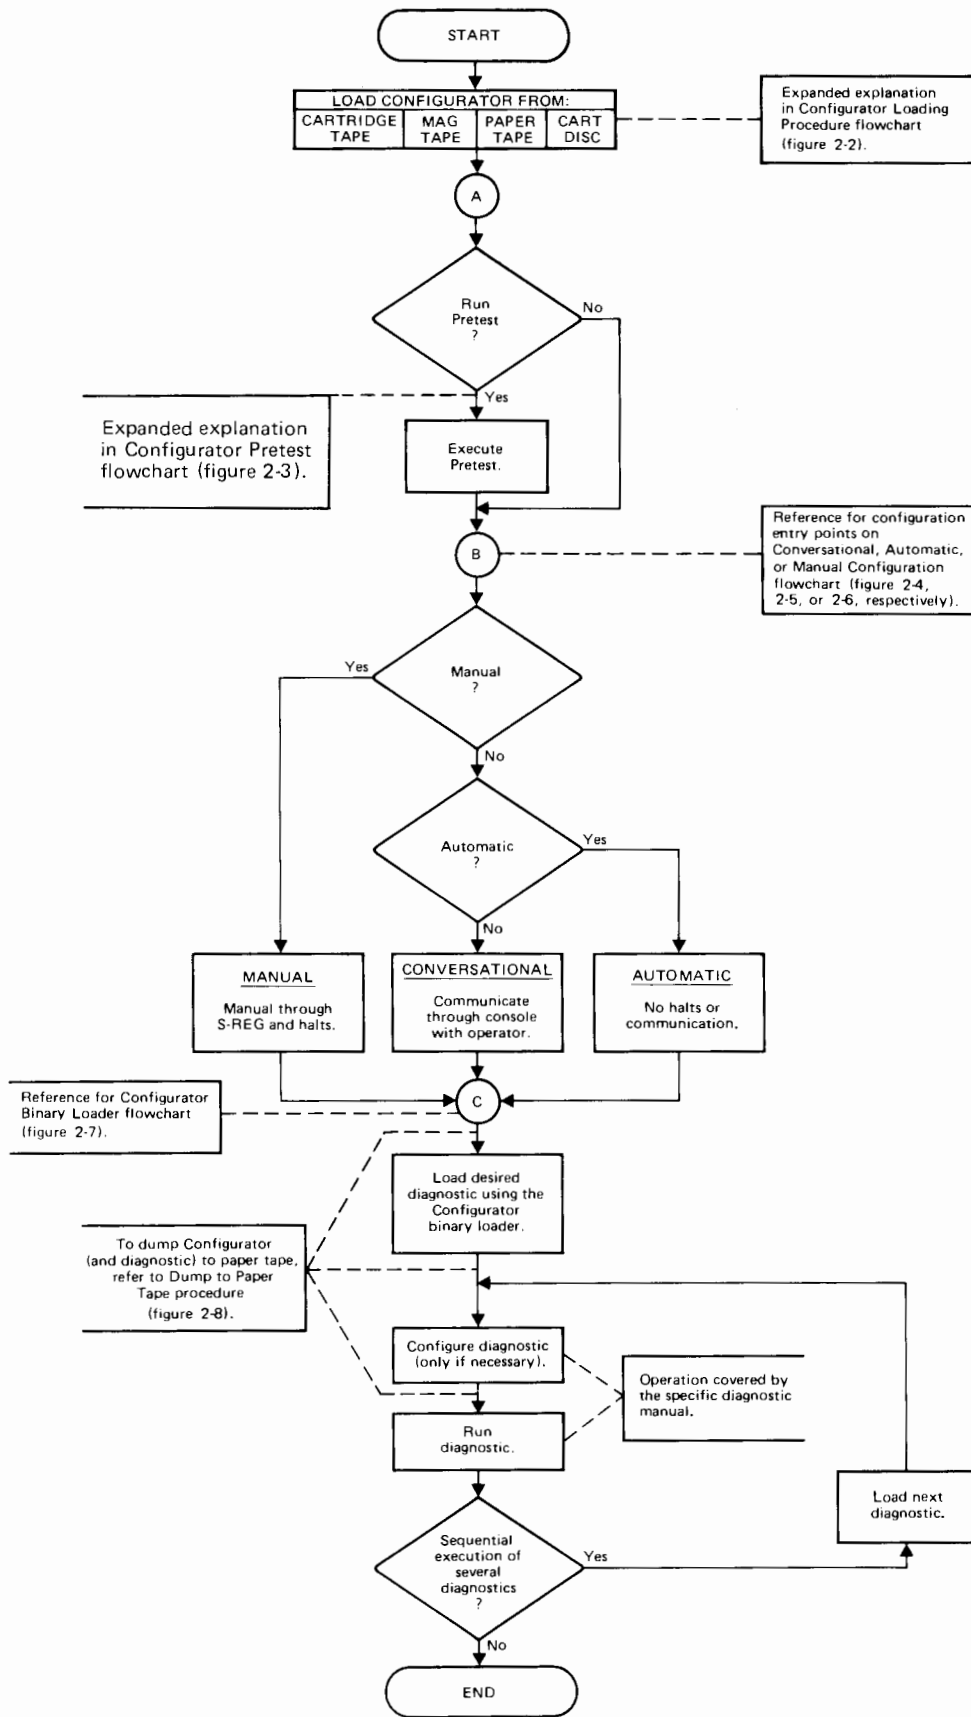 START
LOAD CONFIGURATOR FROM:
CARTRIDGE TAPE
MAG TAPE
PAPER TAPE
CART DISC
Expanded explanation
in Configurator Loading
Procedure flowchart
(figure 2-2).
A
Run
Pretest
?
No
Yes
Expanded explanation
in Configurator Pretest
flowchart (figure 2-3).
Execute
Pretest.
B
Reference for configuration
entry points on
Conversational, Automatic,
or Manual Configuration
flowchart (figure 2-4,
2-5, or 2-6, respectively).
Manual
?
Yes
No
Automatic
?
Yes
No
MANUAL
Manual through
S-REG and halts.
CONVERSATIONAL
Communicate
through console
with operator.
AUTOMATIC
No halts or
communication.
C
Reference for Configurator
Binary Loader flowchart
(figure 2-7).
Load desired
diagnostic using the
Configurator
binary loader.
To dump Configurator
(and diagnostic) to paper tape,
refer to Dump to Paper
Tape procedure
(figure 2-8).
Configure diagnostic
(only if necessary).
Operation covered by
the specific diagnostic
manual.
Run
diagnostic.
Load next
diagnostic.
Sequential
execution of
several
diagnostics
?
Yes
No
END